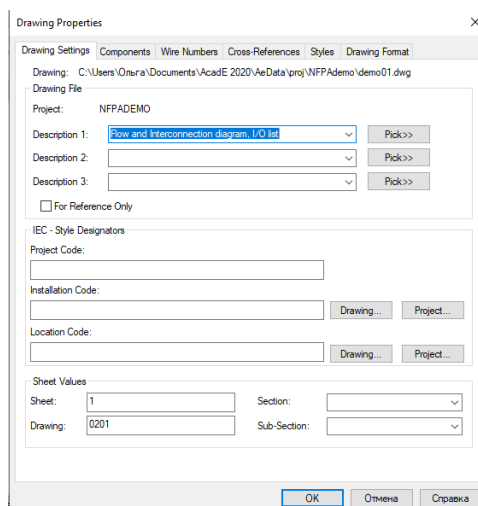 Drawing Properties
Drawing Settings Components Wire Numbers Cross-References Styles Drawing Format
Drawing: C:\Users\Ольга\Documents\AcadE 2020\AeData\proj\NFPAdemo\demo01.dwg
Drawing File
Project: NFPADEMO
Description 1: Flow and Interconnection diagram, I/O list Pick>>
Description 2: Pick>>
Description 3: Pick>>
For Reference Only
IEC - Style Designators
Project Code:
Installation Code:
Drawing... Project...
Location Code:
Drawing... Project...
Sheet Values
Sheet: 1 Section:
Drawing: 0201 Sub-Section:
OK Отмена Справка